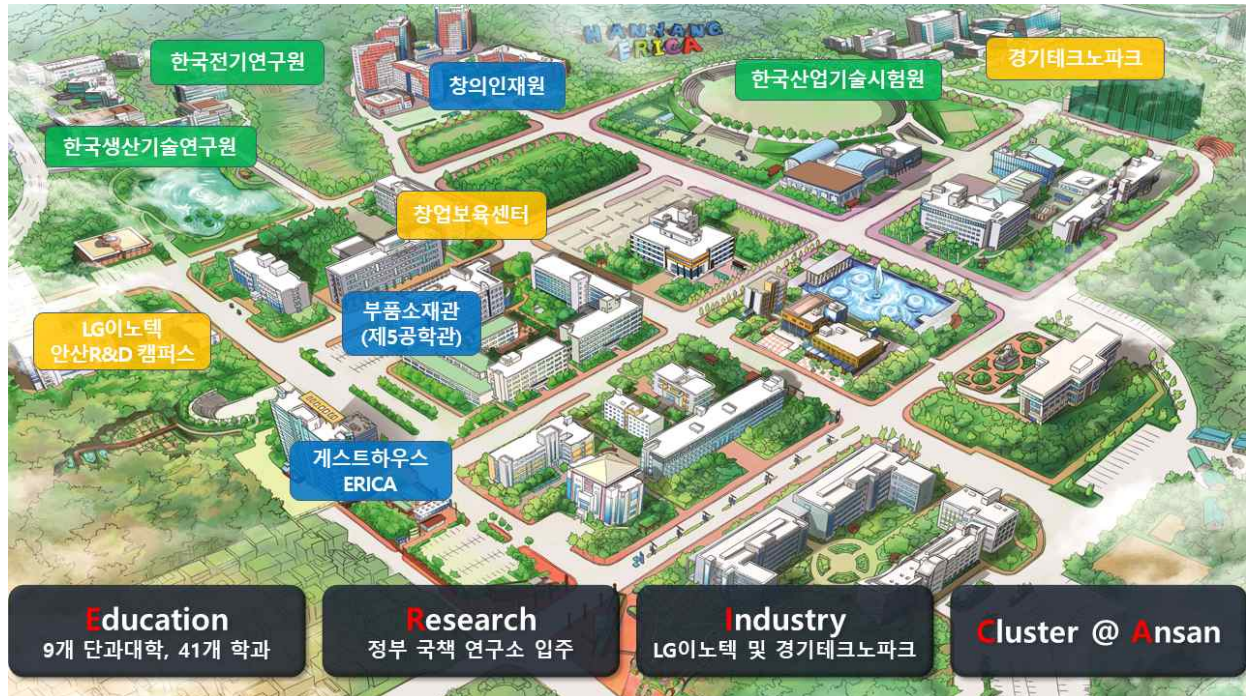 HANYANG
ERICA
한국전기연구원
창의인재원
한국산업기술시험원
경기테크노파크
한국생산기술연구원
창업보육센터
부품소재관
(제5공학관)
LG이노텍
안산R&D 캠퍼스
게스트하우스
ERICA
Education
9개 단과대학, 41개 학과
Research
정부 국책 연구소 입주
Industry
LG이노텍 및 경기테크노파크
Cluster @ Ansan